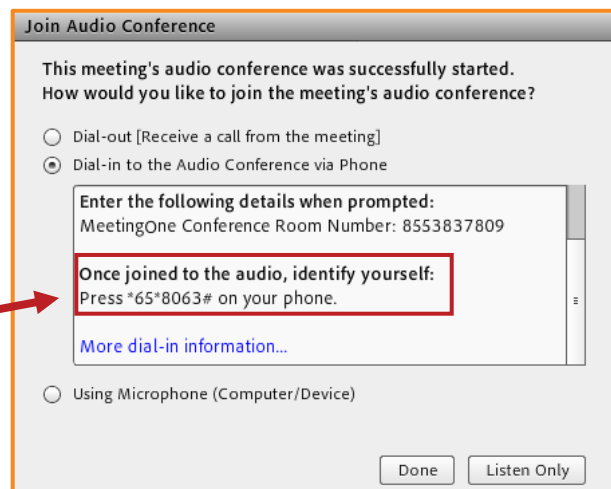 Join Audio Conference
This meeting's audio conference was successfully started.
How would you like to join the meeting's audio conference?
Dial-out [Receive a call from the meeting]
Dial-in to the Audio Conference via Phone
Enter the following details when prompted:
MeetingOne Conference Room Number: 8553837809
Once joined to the audio, identify yourself:
Press *65*8063# on your phone.
More dial-in information...
Using Microphone (Computer/Device)
Done
Listen Only